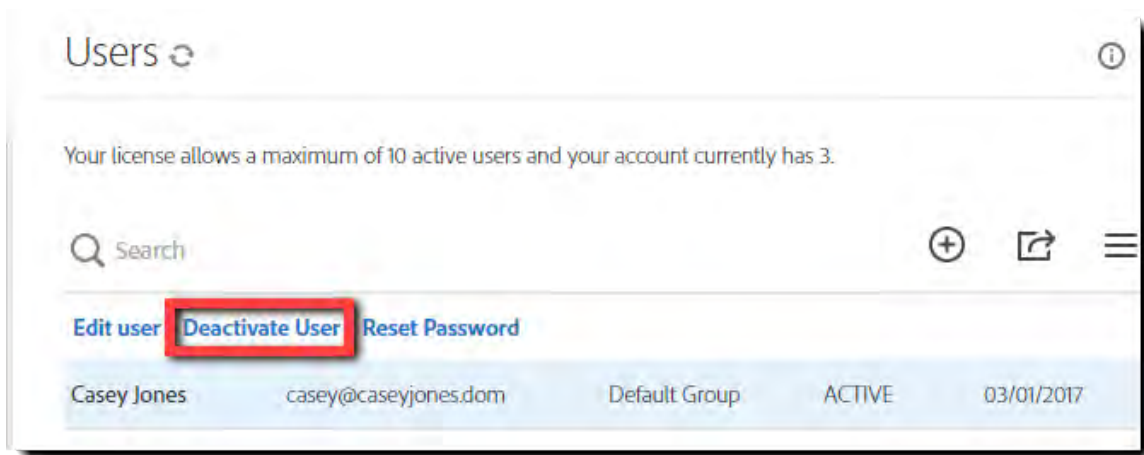 Users
Your license allows a maximum of 10 active users and your account currently has 3.
Search
Edit user Deactivate User Reset Password
Casey Jones casey@caseyjones.dom Default Group ACTIVE 03/01/2017